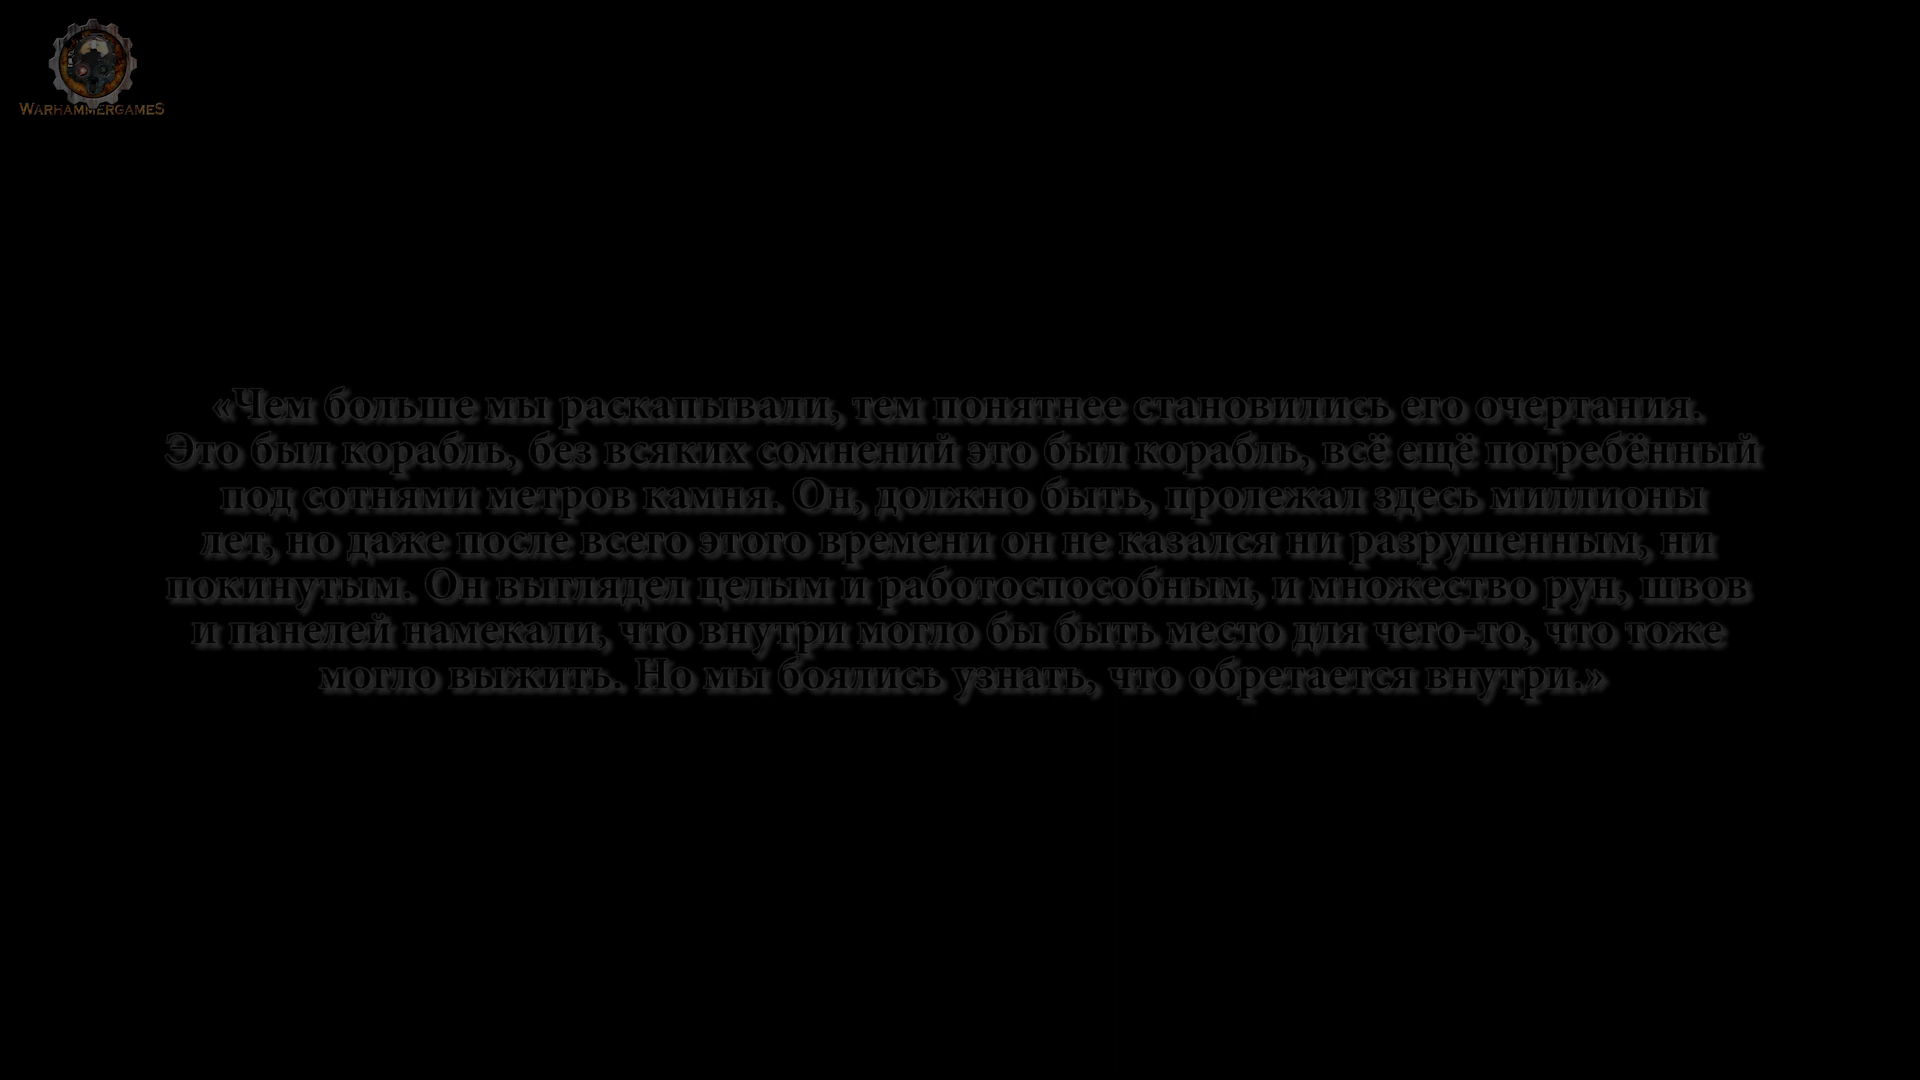 WARHAMMERGAMES
«Чем больше мы раскапывали, тем понятнее становились его очертания.
Это был корабль, без всяких сомнений это был корабль, всё ещё погребённый
под сотнями метров камня. Он, должно быть, пролежал здесь миллионы
лет, но даже после всего этого времени он не казался ни разрушенным, ни
покинутым. Он выглядел целым и работоспособным, и множество рун, швов
и панелей намекали, что внутри могло бы быть место для чего-то, что тоже
могло выжить. Но мы боялись узнать, что обретается внутри.»